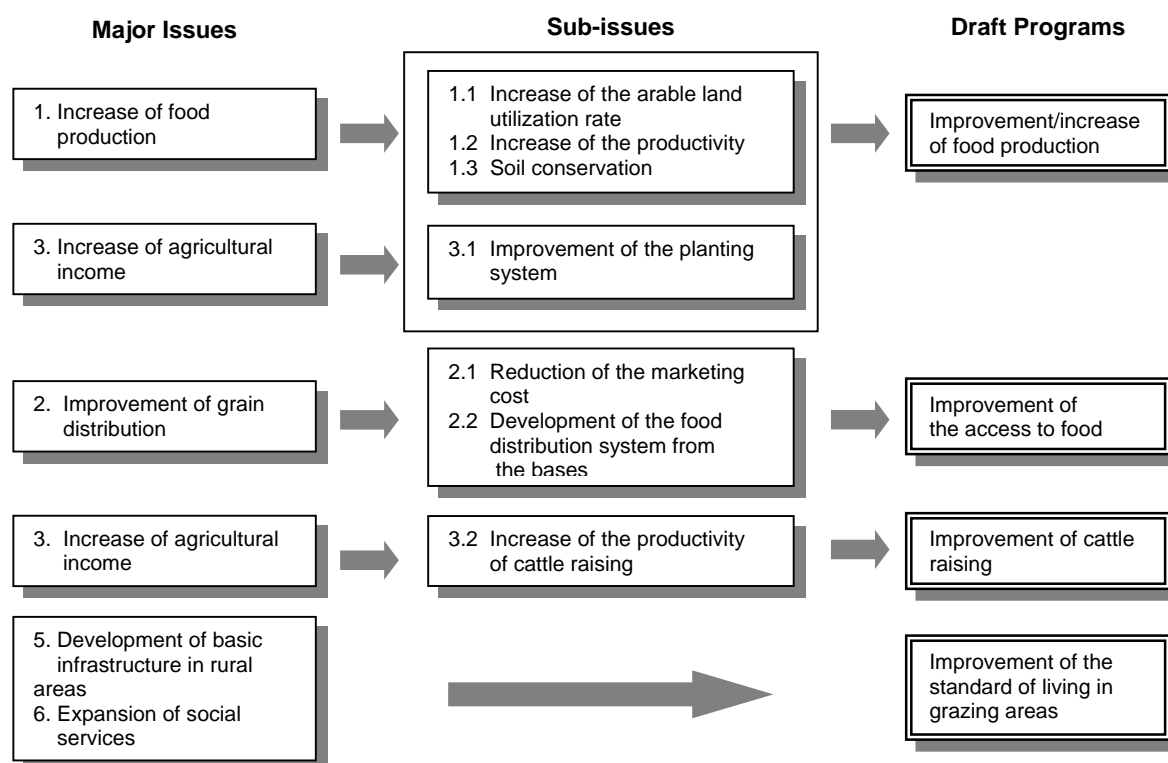 Major Issues
Sub-issues
Draft Programs
1. Increase of food
production
1.1 Increase of the arable land
utilization rate
1.2 Increase of the productivity
1.3 Soil conservation
Improvement/increase
of food production
3. Increase of agricultural
income
3.1 Improvement of the planting
system
2. Improvement of grain
distribution
2.1 Reduction of the marketing
cost
2.2 Development of the food
distribution system from
the bases
Improvement of
the access to food
3. Increase of agricultural
income
3.2 Increase of the productivity
of cattle raising
Improvement of cattle
raising
5. Development of basic
infrastructure in rural
areas
6. Expansion of social
services
Improvement of the
standard of living in
grazing areas